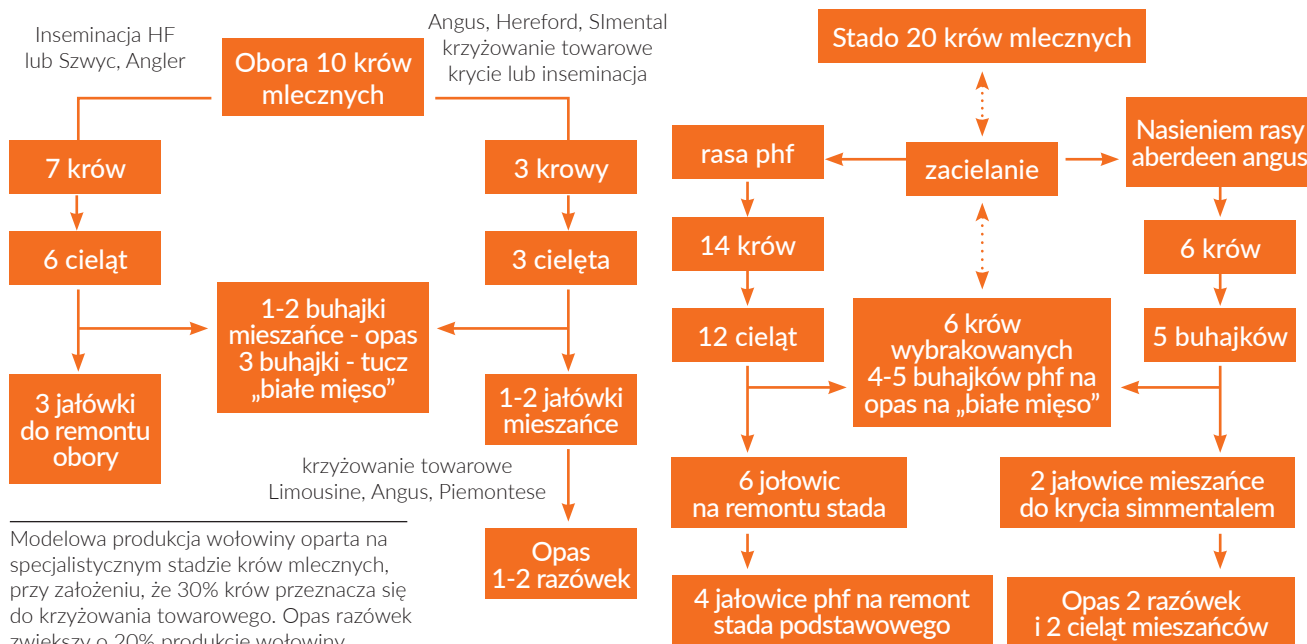 Inseminacja HF
lub Szwyc, Angler
Obora 10 krów
mlecznych
Angus, Hereford, SImental
krzyżowanie towarowe
krycie lub inseminacja
7 krów
3 krowy
6 cieląt
3 cielęta
1-2 buhajki
mieszańce - opas
3 buhajki - tucz
„białe mięso”
3 jałówki
do remontu
obory
1-2 jałówki
mieszańce
krzyżowanie towarowe
Limousine, Angus, Piemontese
Opas
1-2 razówek
Modelowa produkcja wołowiny oparta na
specjalistycznym stadzie krów mlecznych,
przy założeniu, że 30% krów przeznacza się
do krzyżowania towarowego. Opas razówek
zwiększy o 20% produkcję wołowiny
Stado 20 krów mlecznych
rasa phf
zacielanie
Nasieniem rasy
aberdeen angus
14 krów
6 krów
12 cieląt
6 krów
wybrakowanych
4-5 buhajków phf na
opas na „białe mięso”
5 buhajków
6 jołowic
na remontu stada
2 jałowice mieszańce
do krycia simmentalem
4 jałowice phf na remont
stada podstawowego
Opas 2 razówek
i 2 cieląt mieszańców